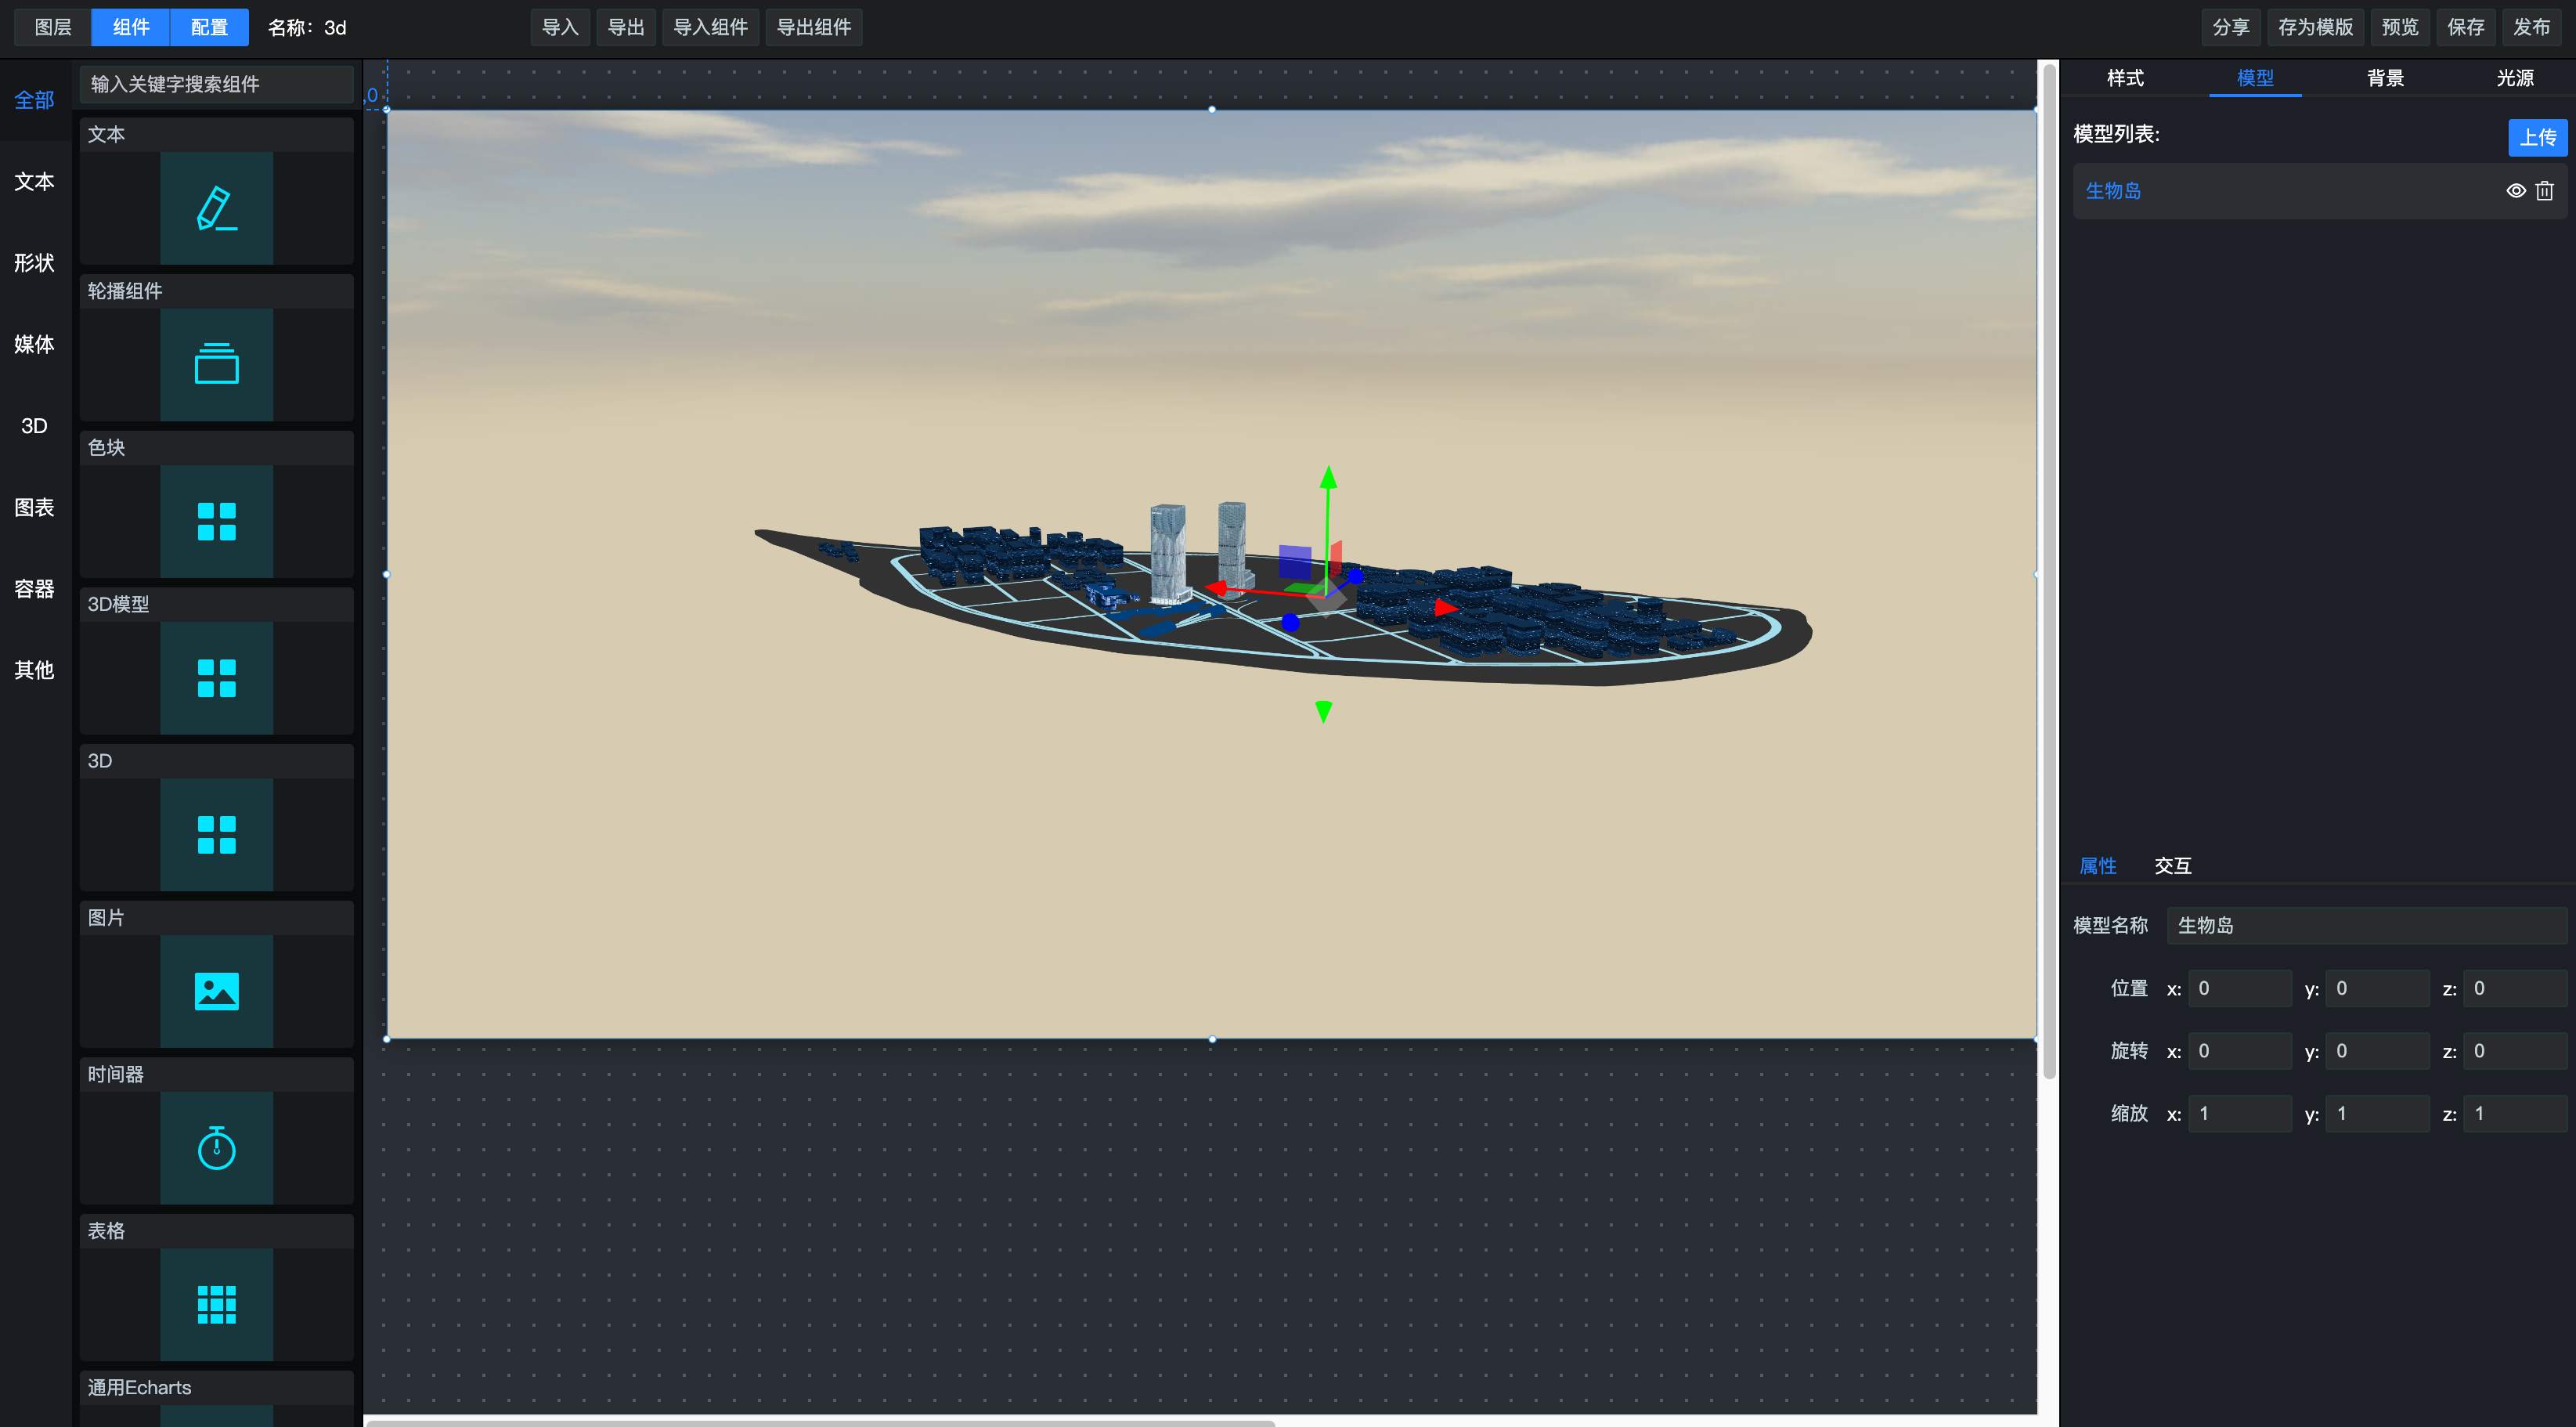 图层 组件 配置 名称：3d 导入 导出 导入组件 导出组件 分享 存为模版 预览 保存 发布
全部
文本
形状
媒体
3D
图表
容器
其他
输入关键字搜索组件
文本
轮播组件
色块
3D模型
3D
图片
时间器
表格
通用Echarts
,0
样式 模型 背景 光源
模型列表: 上传
生物岛
属性 交互
模型名称 生物岛
位置 x: 0 y: 0 z: 0
旋转 x: 0 y: 0 z: 0
缩放 x: 1 y: 1 z: 1